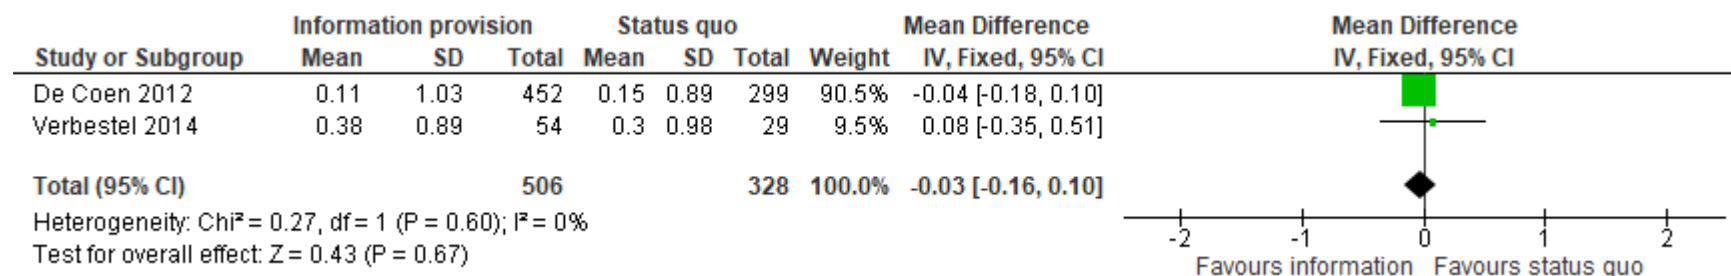 Information provision Status quo Mean Difference Mean Difference
Study or Subgroup Mean SD Total Mean SD Total Weight IV, Fixed, 95% CI IV, Fixed, 95% CI
De Coen 2012 0.11 1.03 452 0.15 0.89 299 90.5% -0.04 [-0.18, 0.10]
Verbestel 2014 0.38 0.89 54 0.3 0.98 29 9.5% 0.08 [-0.35, 0.51]
Total (95% CI) 506 328 100.0% -0.03 [-0.16, 0.10]
Heterogeneity: Chi² = 0.27, df = 1 (P = 0.60); I² = 0%
Test for overall effect: Z = 0.43 (P = 0.67)
-2 -1 0 1 2
Favours information Favours status quo